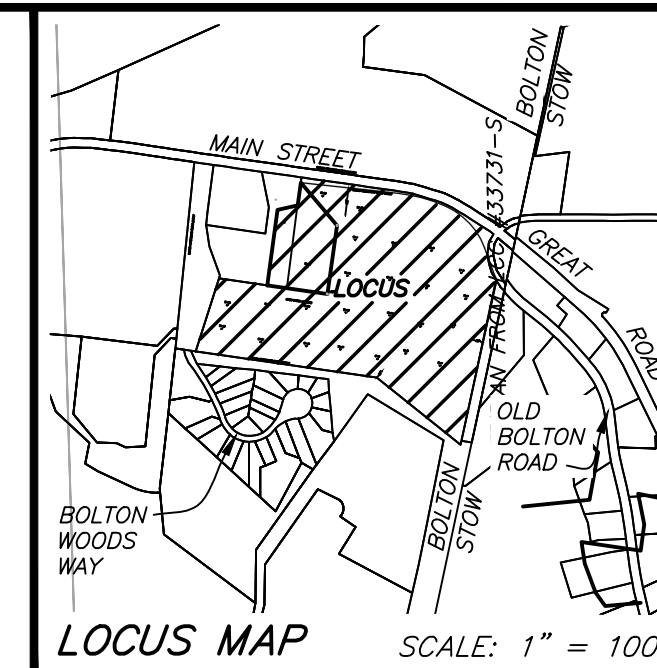 BOLTON
STOW
MAIN STREET
#33731-S
GREAT
ROAD
LOCUS
AN FROM
OLD
BOLTON
ROAD
BOLTON
STOW
BOLTON
WOODS
WAY
LOCUS MAP
SCALE: 1" = 100